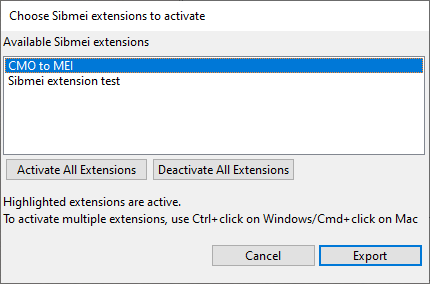 Choose Sibmei extensions to activate
Available Sibmei extensions
CMO to MEI
Sibmei extension test
Activate All Extensions
Deactivate All Extensions
Highlighted extensions are active.
To activate multiple extensions, use Ctrl+click on Windows/Cmd+click on Mac
Cancel
Export